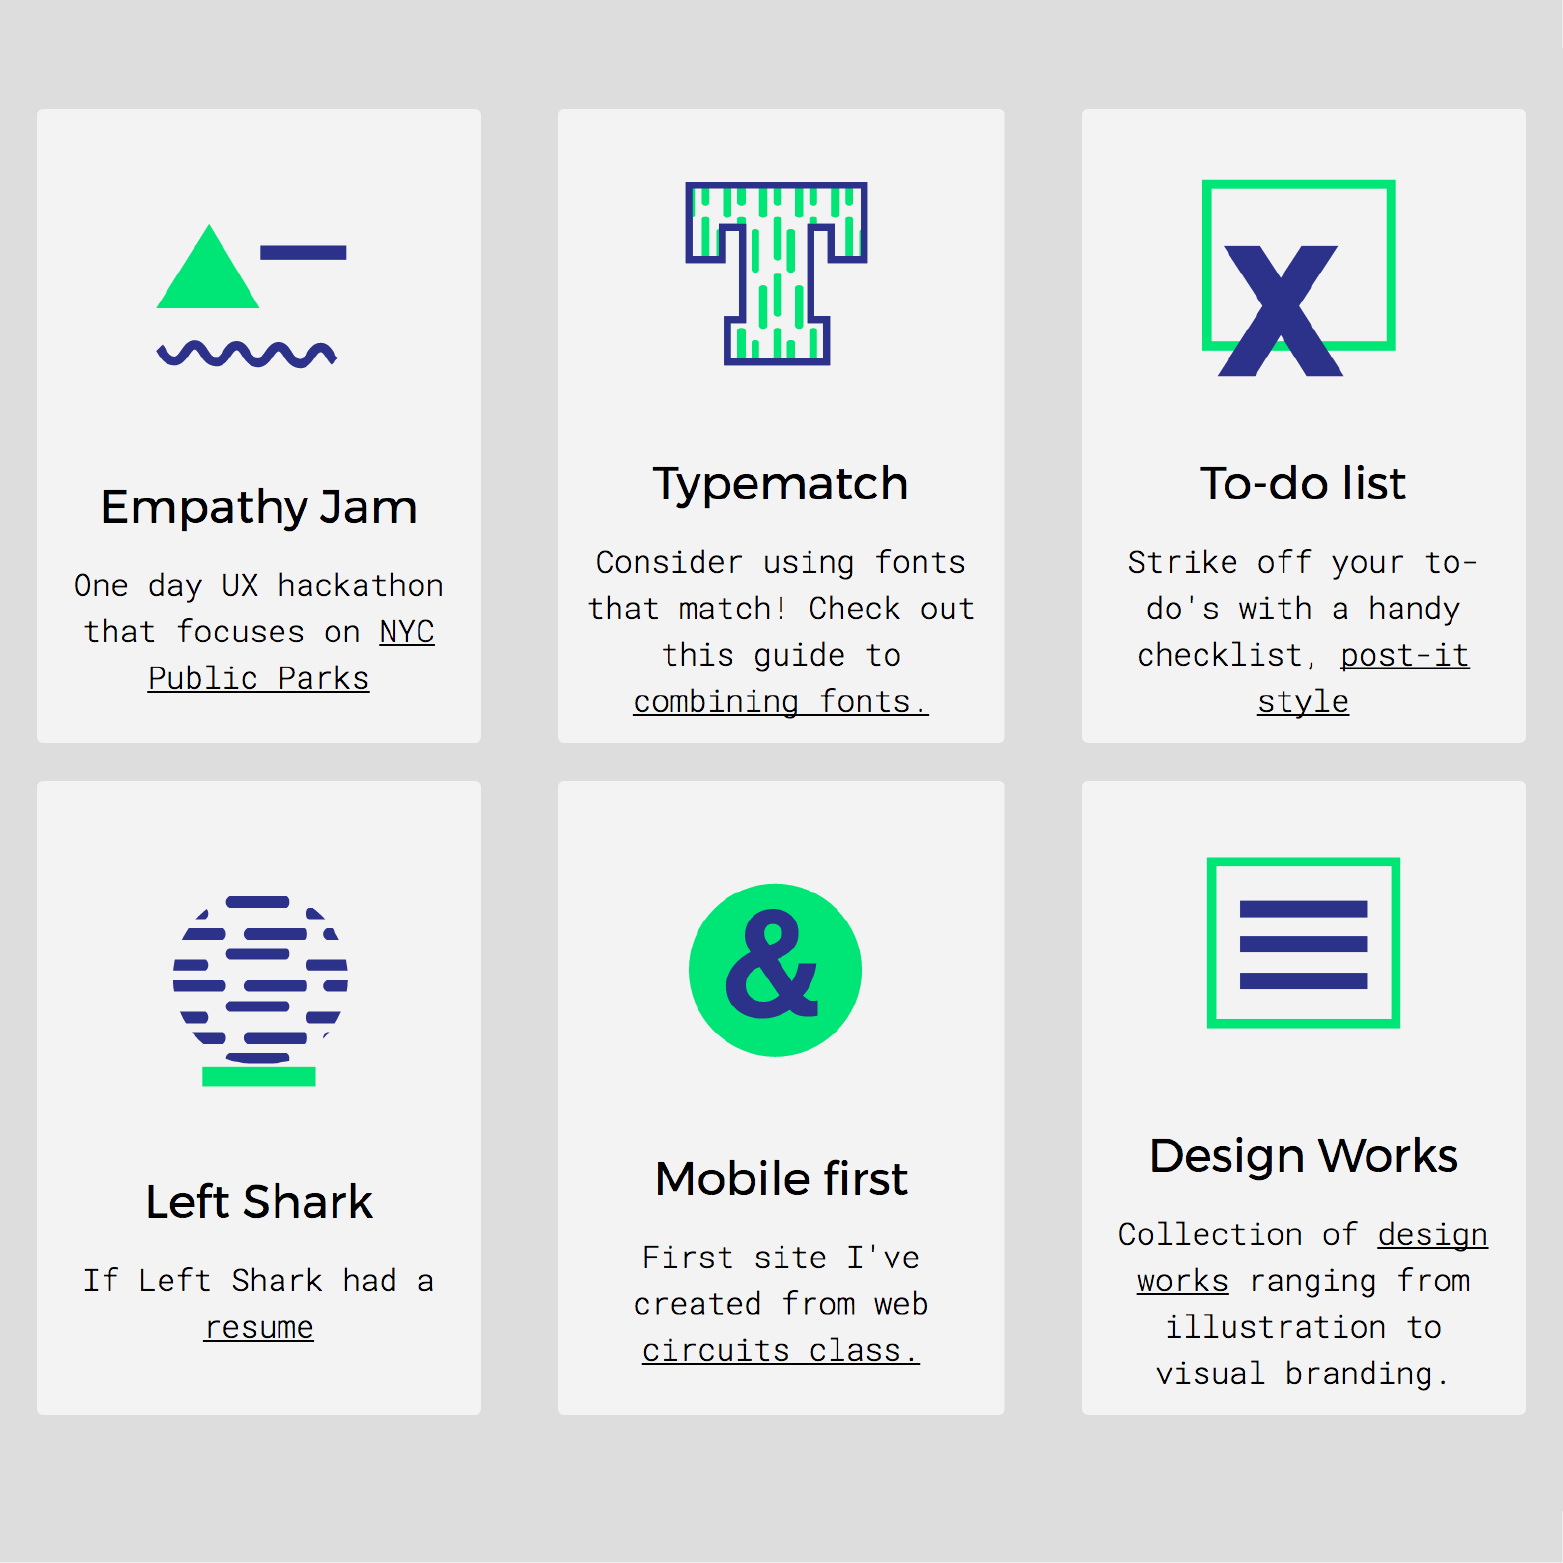 T
X
Empathy Jam
One day UX hackathon
that focuses on NYC
Public Parks
Typematch
Consider using fonts
that match! Check out
this guide to
combining fonts.
To-do list
Strike off your to-
do's with a handy
checklist, post-it
style
&
Left Shark
If Left Shark had a
resume
Mobile first
First site I've
created from web
circuits class.
Design Works
Collection of design
works ranging from
illustration to
visual branding.